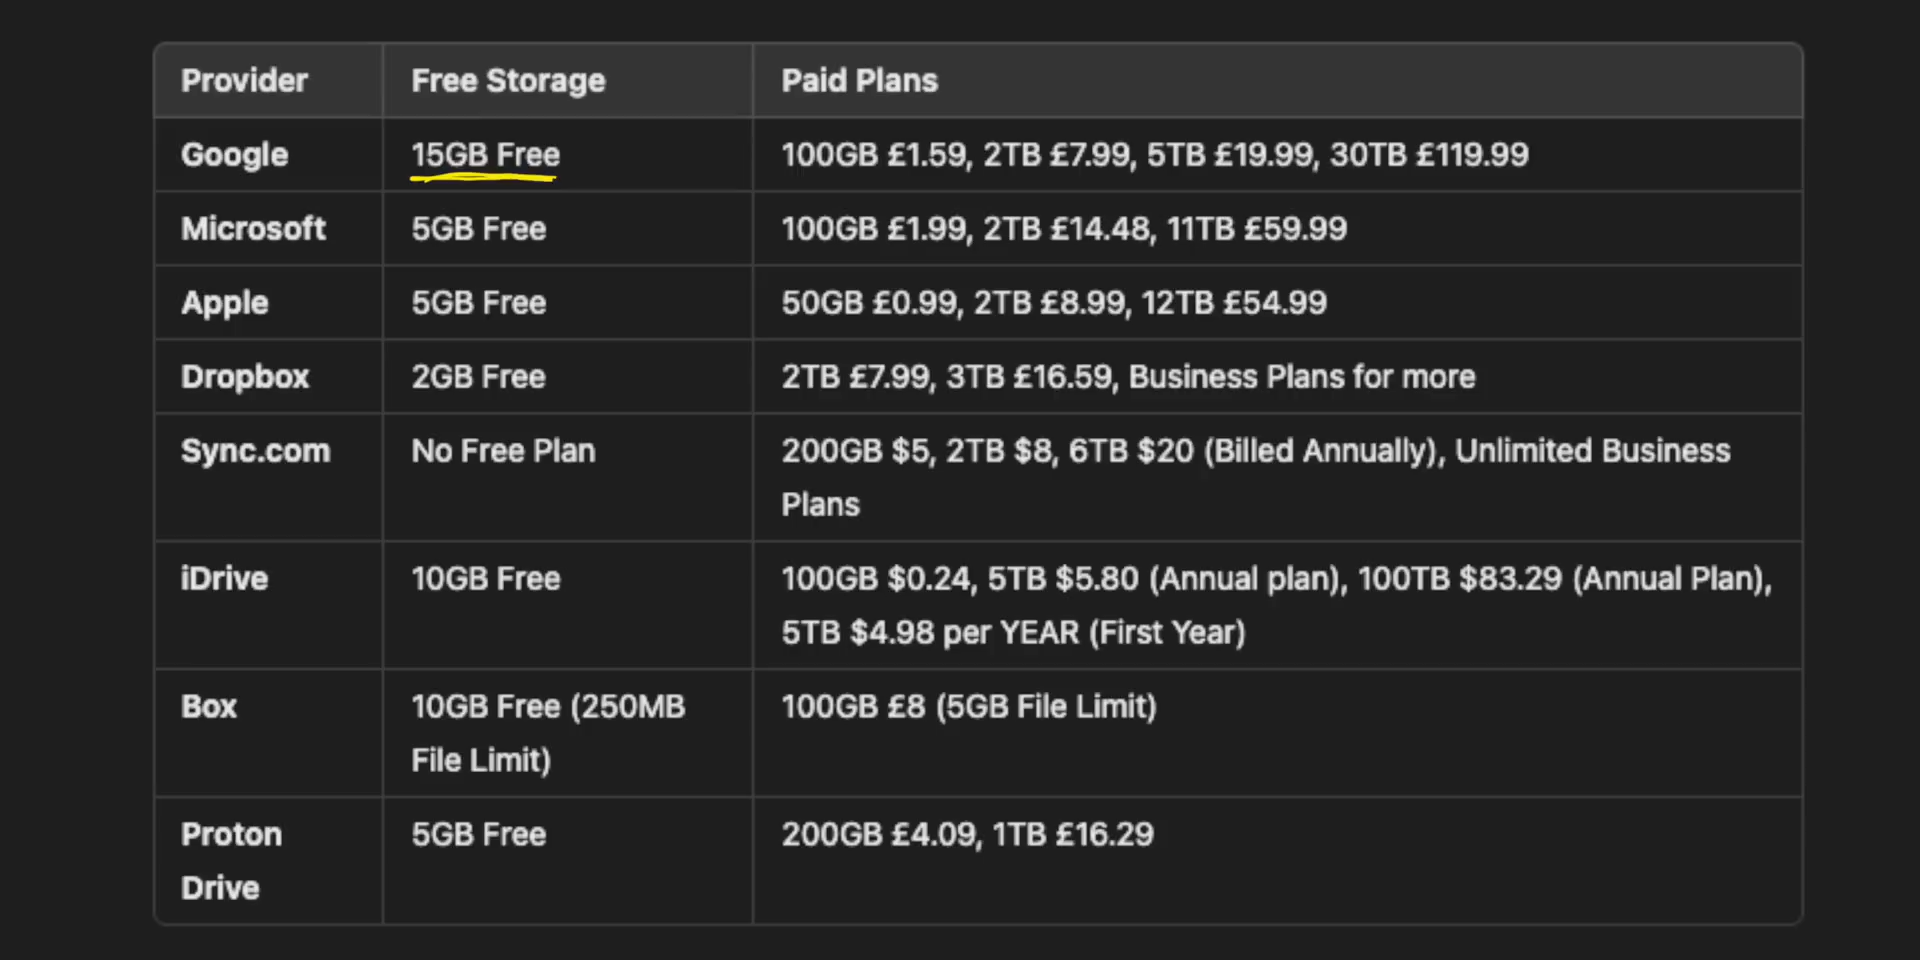 Provider Free Storage Paid Plans
Google 15GB Free 100GB £1.59, 2TB £7.99, 5TB £19.99, 30TB £119.99
Microsoft 5GB Free 100GB £1.99, 2TB £14.48, 11TB £59.99
Apple 5GB Free 50GB £0.99, 2TB £8.99, 12TB £54.99
Dropbox 2GB Free 2TB £7.99, 3TB £16.59, Business Plans for more
Sync.com No Free Plan 200GB $5, 2TB $8, 6TB $20 (Billed Annually), Unlimited Business
Plans
iDrive 10GB Free 100GB $0.24, 5TB $5.80 (Annual plan), 100TB $83.29 (Annual Plan),
5TB $4.98 per YEAR (First Year)
Box 10GB Free (250MB 100GB £8 (5GB File Limit)
File Limit)
Proton 5GB Free 200GB £4.09, 1TB £16.29
Drive